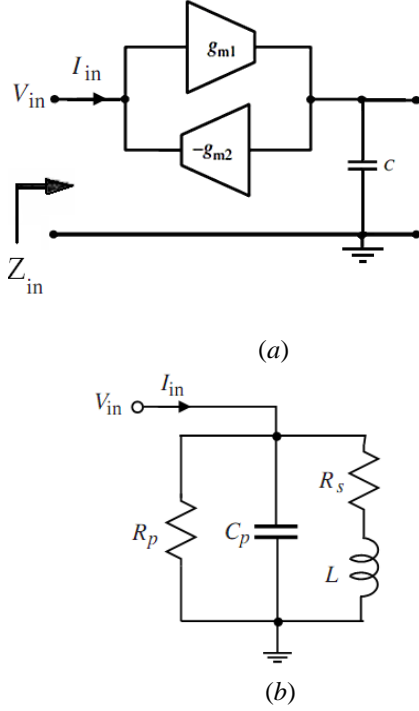 g_m1
I_in
V_in
-g_m2
C
Z_in
(a)
I_in
V_in
R_s
R_p
C_p
L
(b)